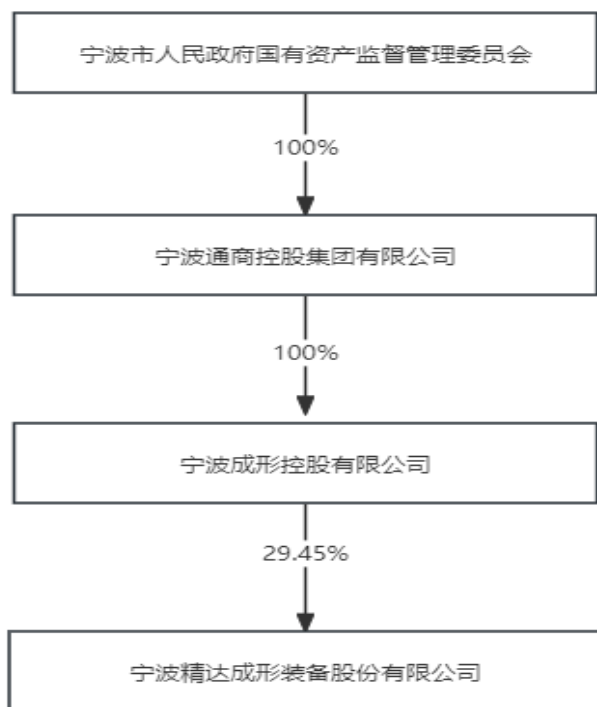 宁波市人民政府国有资产监督管理委员会
100%
宁波通商控股集团有限公司
100%
宁波成形控股有限公司
29.45%
宁波精达成形装备股份有限公司